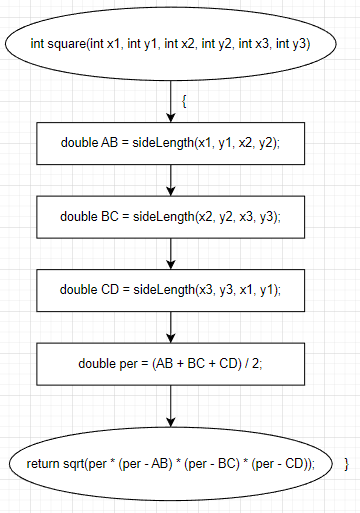 int square(int x1, int y1, int x2, int y2, int x3, int y3)
{
double AB = sideLength(x1, y1, x2, y2);
double BC = sideLength(x2, y2, x3, y3);
double CD = sideLength(x3, y3, x1, y1);
double per = (AB + BC + CD) / 2;
return sqrt(per * (per - AB) * (per - BC) * (per - CD)); }